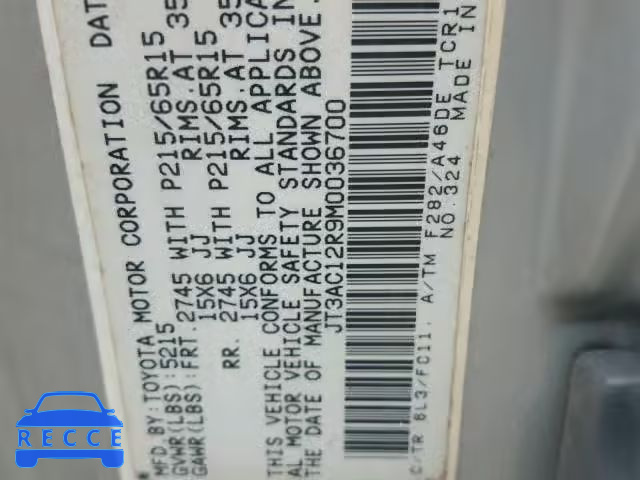 MFD. BY: TOYOTA MOTOR CORPORATION DAT
GVWR(LBS):5215
GAWR(LBS):FRT.2745 WITH P215/65R15
15X6 JJ RIMS.AT 35
RR. 2745 WITH P215/65R15
15X6 JJ RIMS.AT 35
THIS VEHICLE CONFORMS TO ALL APPLICA
AL MOTOR VEHICLE SAFETY STANDARDS IN
THE DATE OF MANUFACTURE SHOWN ABOVE.
JT3AC12R9M0036700
C/TR 6L3/FC11, A/TM F282/A46DE TCR1
NO.324 MADE IN
RECCE